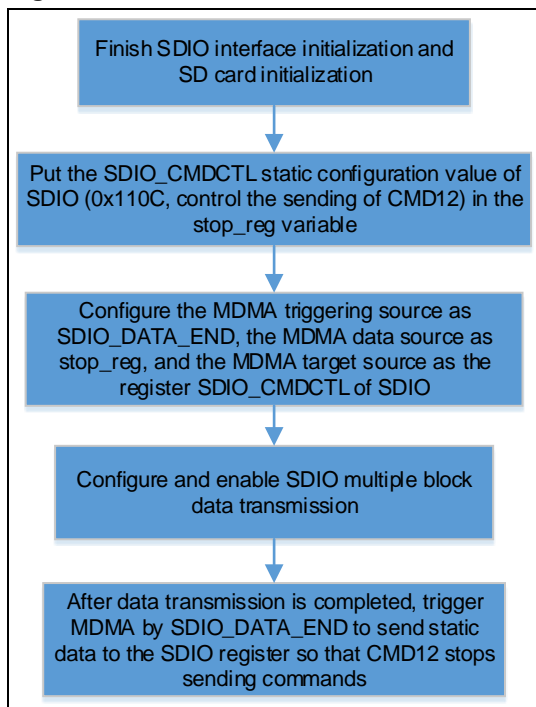 Finish SDIO interface initialization and
SD card initialization
Put the SDIO_CMDCTL static configuration value of
SDIO (0x110C, control the sending of CMD12) in the
stop_reg variable
Configure the MDMA triggering source as
SDIO_DATA_END, the MDMA data source as
stop_reg, and the MDMA target source as the
register SDIO_CMDCTL of SDIO
Configure and enable SDIO multiple block
data transmission
After data transmission is completed, trigger
MDMA by SDIO_DATA_END to send static
data to the SDIO register so that CMD12 stops
sending commands